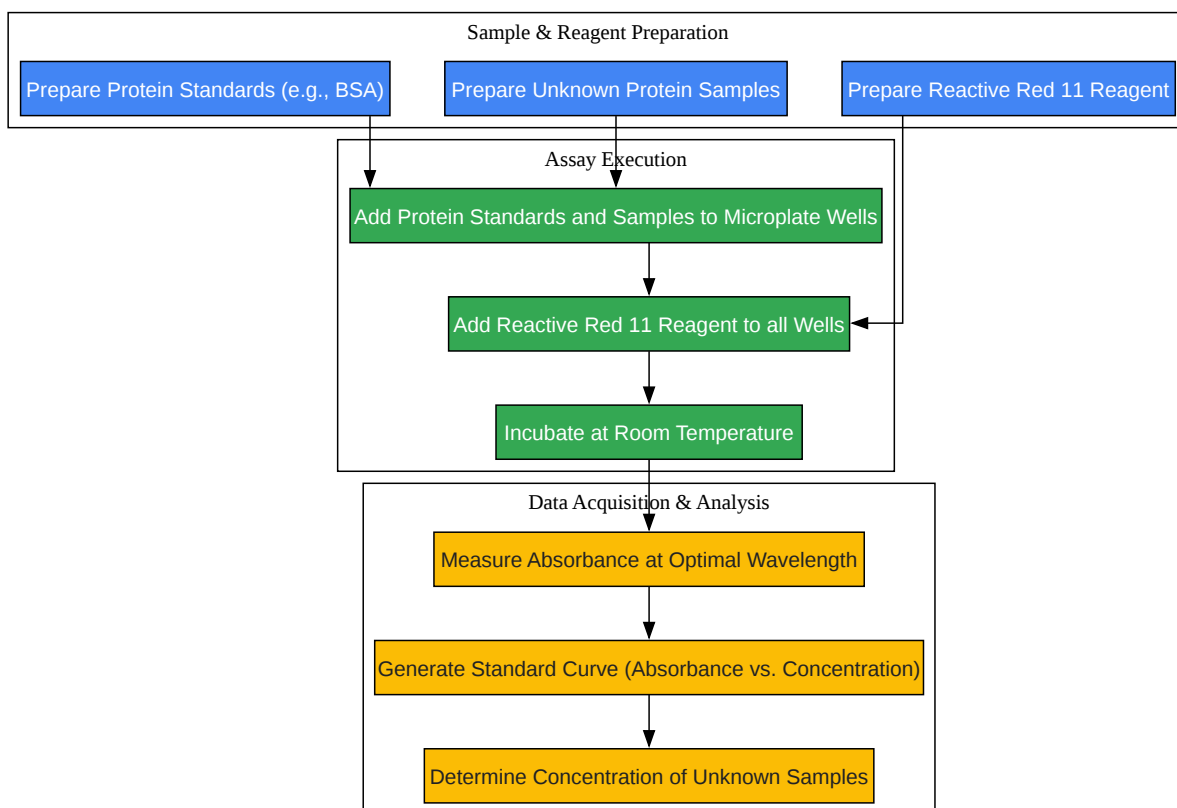 Sample & Reagent Preparation
Prepare Protein Standards (e.g., BSA)
Prepare Unknown Protein Samples
Prepare Reactive Red 11 Reagent
Assay Execution
Add Protein Standards and Samples to Microplate Wells
Add Reactive Red 11 Reagent to all Wells
Incubate at Room Temperature
Data Acquisition & Analysis
Measure Absorbance at Optimal Wavelength
Generate Standard Curve (Absorbance vs. Concentration)
Determine Concentration of Unknown Samples